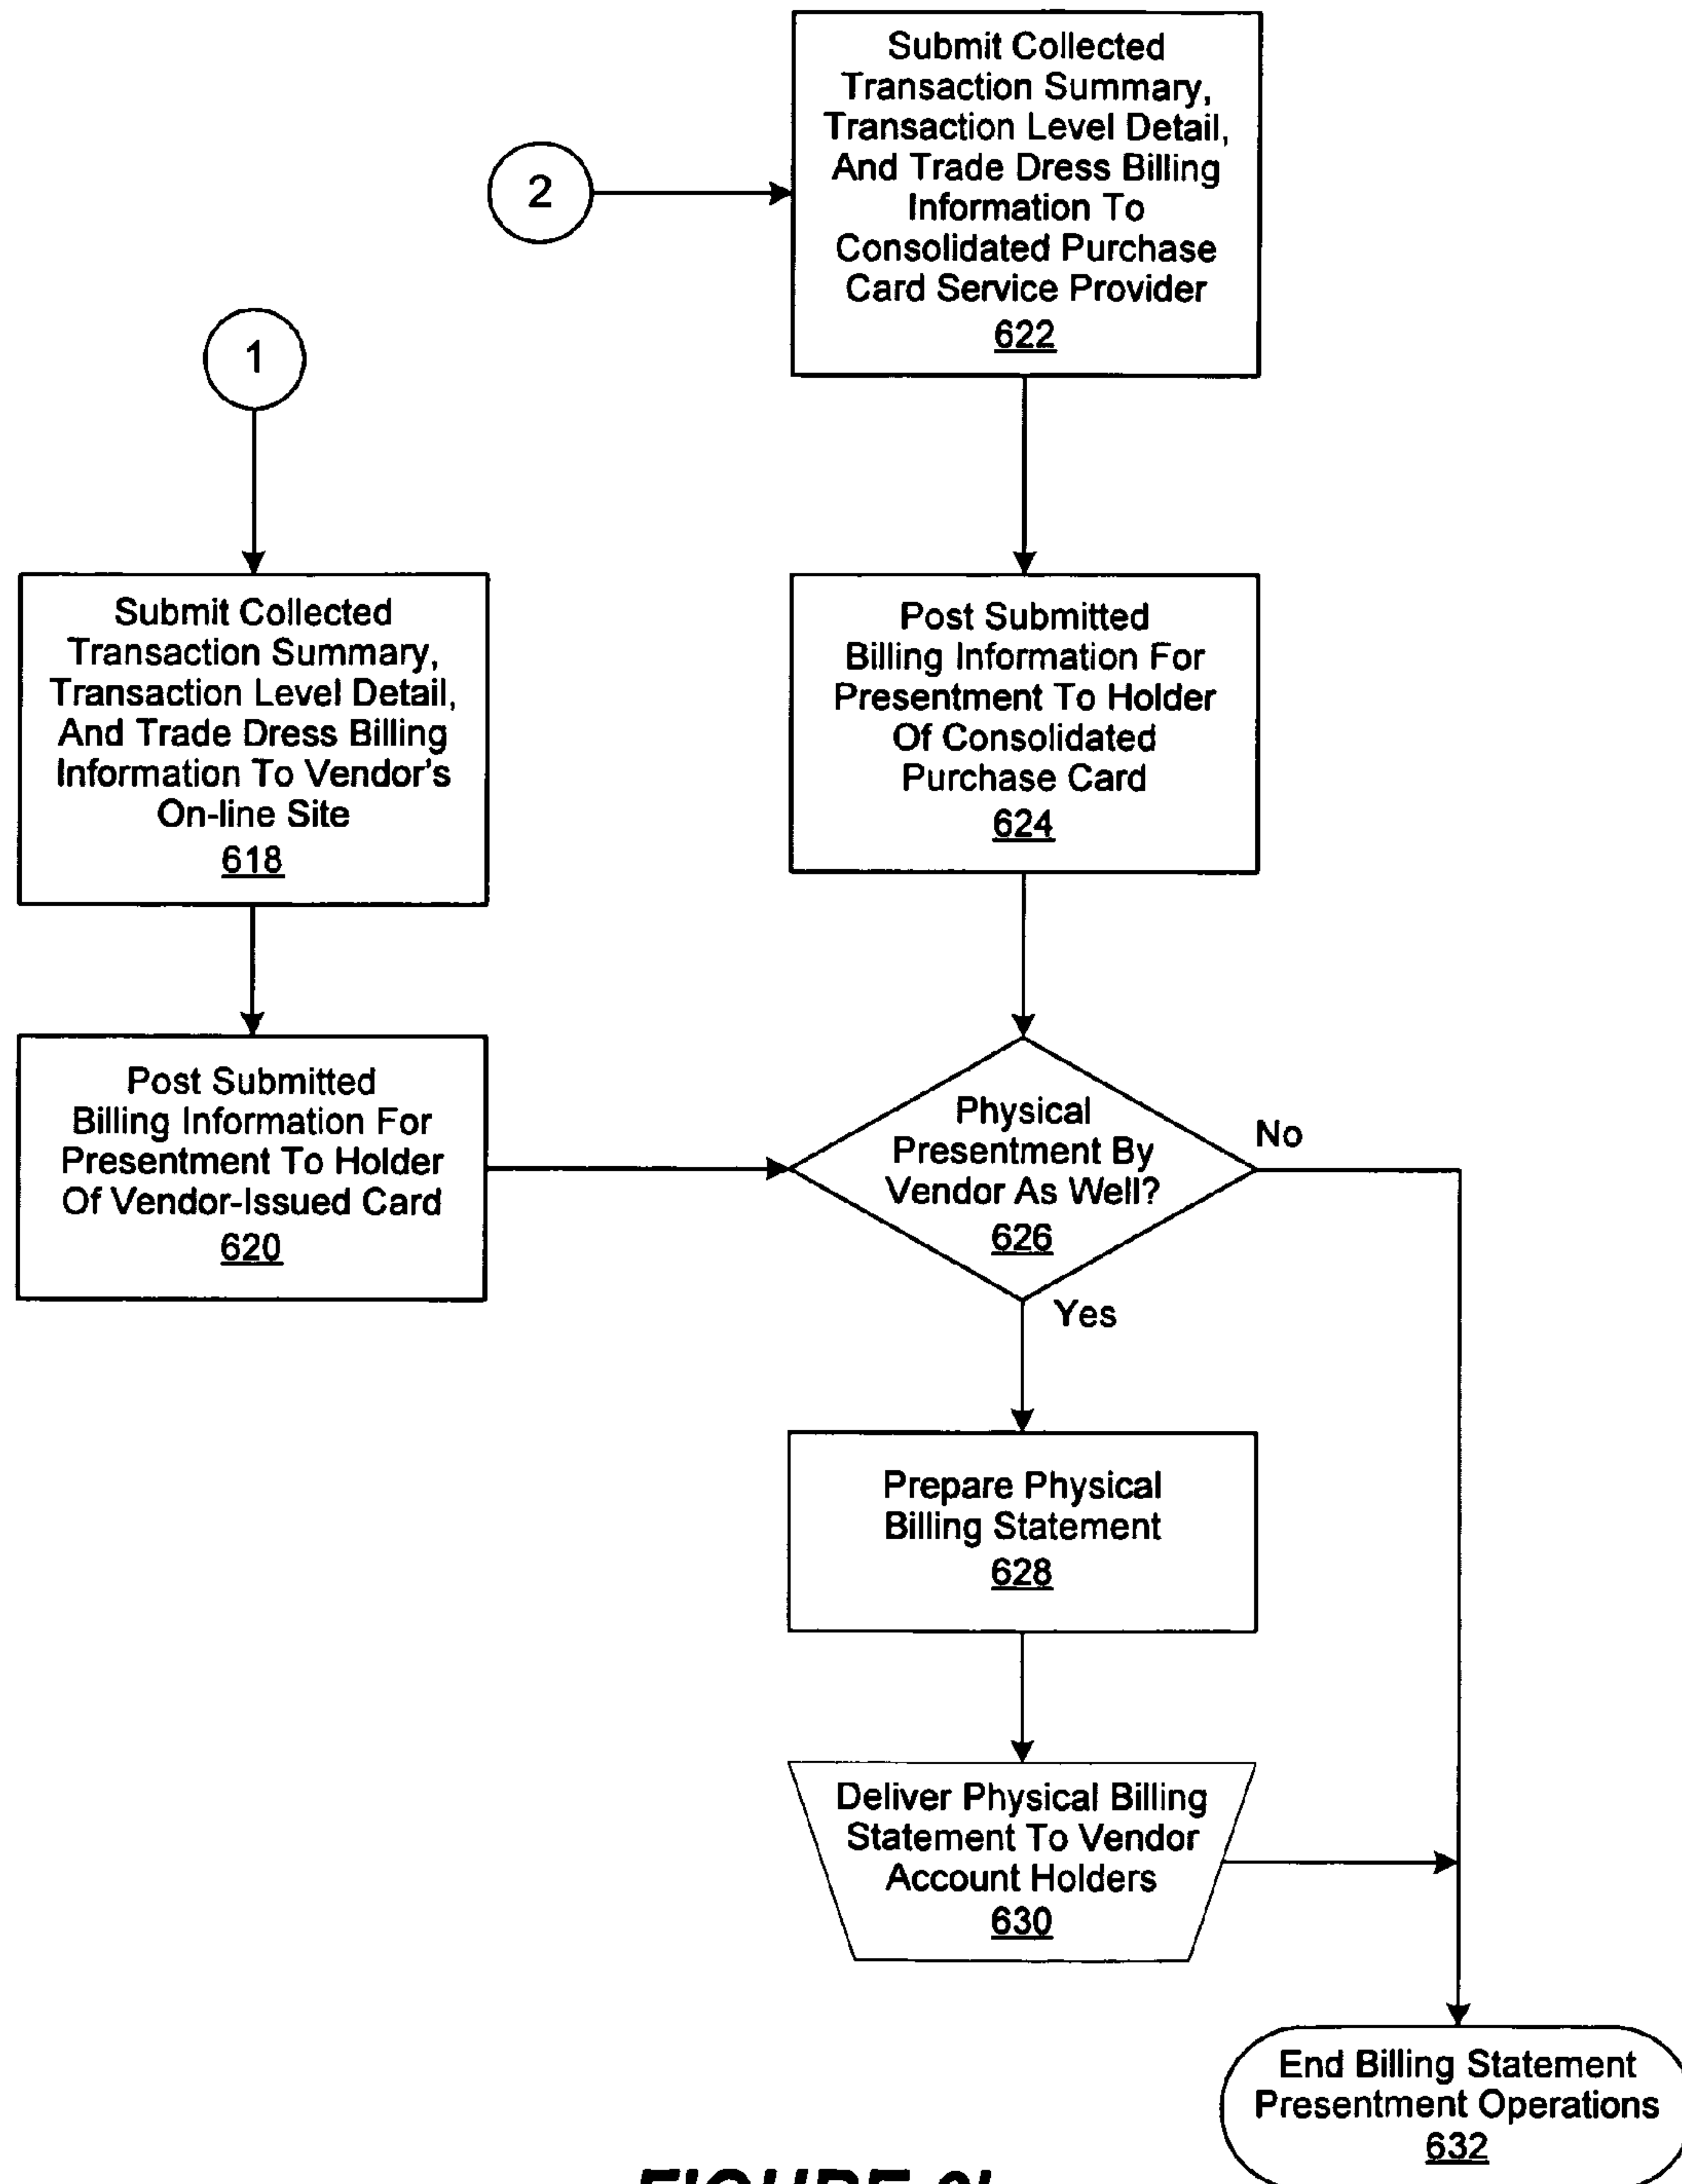 Submit Collected
Transaction Summary,
Transaction Level Detail,
And Trade Dress Billing
Information To
Consolidated Purchase
Card Service Provider
622
2
1
Submit Collected
Transaction Summary,
Transaction Level Detail,
And Trade Dress Billing
Information To Vendor's
On-line Site
618
Post Submitted
Billing Information For
Presentment To Holder
Of Consolidated
Purchase Card
624
Post Submitted
Billing Information For
Presentment To Holder
Of Vendor-Issued Card
620
Physical
Presentment By
Vendor As Well?
626
No
Yes
Prepare Physical
Billing Statement
628
Deliver Physical Billing
Statement To Vendor
Account Holders
630
End Billing Statement
Presentment Operations
632
FIGURE